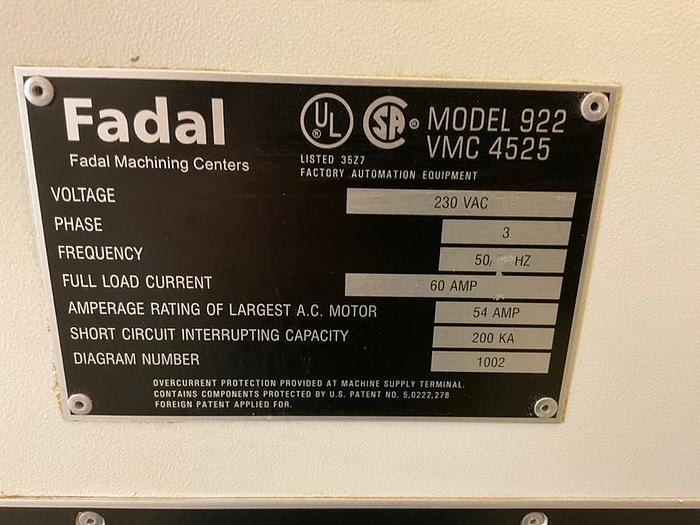 Fadal
Fadal Machining Centers
UL
®
LISTED 35Z7
FACTORY AUTOMATION EQUIPMENT
SA
®
MODEL 922
VMC 4525
VOLTAGE 230 VAC
PHASE 3
FREQUENCY 50/ HZ
FULL LOAD CURRENT 60 AMP
AMPERAGE RATING OF LARGEST A.C. MOTOR 54 AMP
SHORT CIRCUIT INTERRUPTING CAPACITY 200 KA
DIAGRAM NUMBER 1002
OVERCURRENT PROTECTION PROVIDED AT MACHINE SUPPLY TERMINAL.
CONTAINS COMPONENTS PROTECTED BY U.S. PATENT NO. 5,0222,278
FOREIGN PATENT APPLIED FOR.